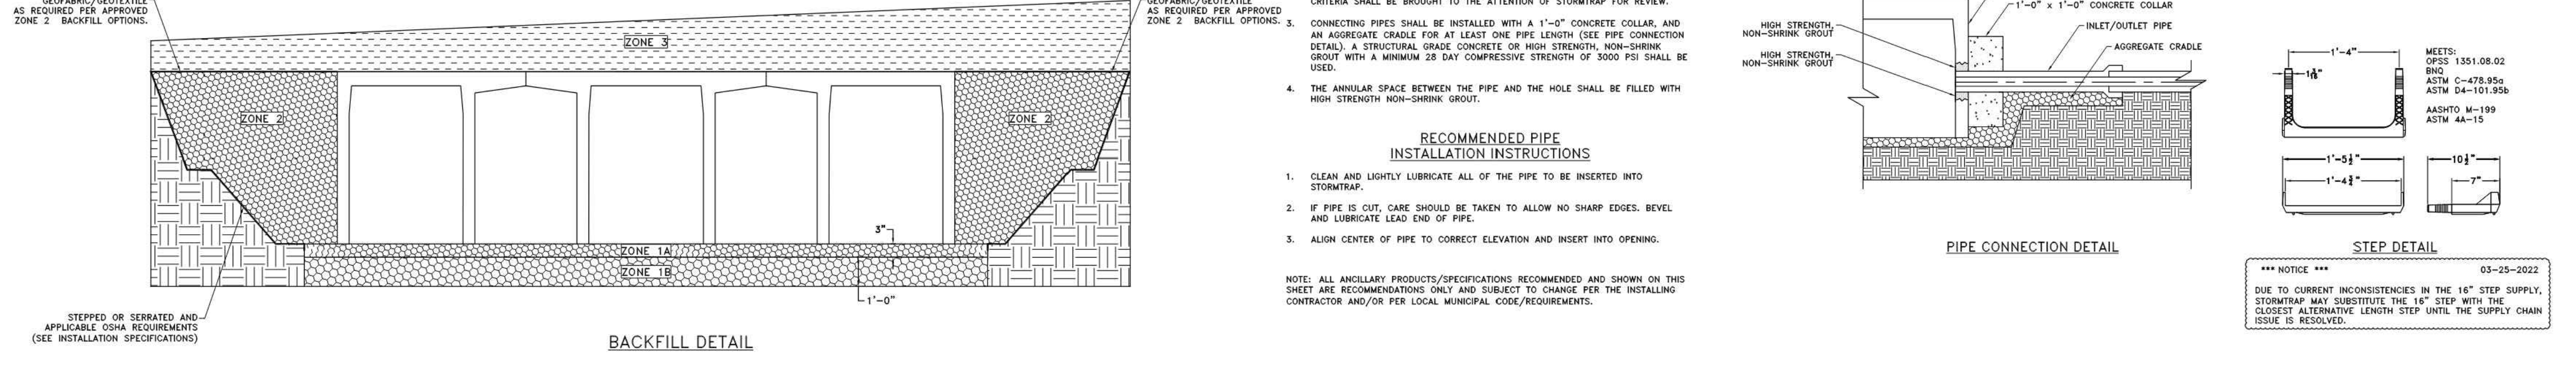 GEOFABRIC/GEOTEXTILE
AS REQUIRED PER APPROVED
ZONE 2 BACKFILL OPTIONS.
ZONE 3
ZONE 2
ZONE 2
3"
ZONE 1A
ZONE 1B
1'-0"
STEPPED OR SERRATED AND
APPLICABLE OSHA REQUIREMENTS
(SEE INSTALLATION SPECIFICATIONS)
BACKFILL DETAIL
GEOFABRIC/GEOTEXTILE
AS REQUIRED PER APPROVED
ZONE 2 BACKFILL OPTIONS.
CRITERIA SHALL BE BROUGHT TO THE ATTENTION OF STORMTRAP FOR REVIEW.
3. CONNECTING PIPES SHALL BE INSTALLED WITH A 1'-0" CONCRETE COLLAR, AND
AN AGGREGATE CRADLE FOR AT LEAST ONE PIPE LENGTH (SEE PIPE CONNECTION
DETAIL). A STRUCTURAL GRADE CONCRETE OR HIGH STRENGTH, NON-SHRINK
GROUT WITH A MINIMUM 28 DAY COMPRESSIVE STRENGTH OF 3000 PSI SHALL BE
USED.
4. THE ANNULAR SPACE BETWEEN THE PIPE AND THE HOLE SHALL BE FILLED WITH
HIGH STRENGTH NON-SHRINK GROUT.
RECOMMENDED PIPE
INSTALLATION INSTRUCTIONS
1. CLEAN AND LIGHTLY LUBRICATE ALL OF THE PIPE TO BE INSERTED INTO
STORMTRAP.
2. IF PIPE IS CUT, CARE SHOULD BE TAKEN TO ALLOW NO SHARP EDGES. BEVEL
AND LUBRICATE LEAD END OF PIPE.
3. ALIGN CENTER OF PIPE TO CORRECT ELEVATION AND INSERT INTO OPENING.
NOTE: ALL ANCILLARY PRODUCTS/SPECIFICATIONS RECOMMENDED AND SHOWN ON THIS
SHEET ARE RECOMMENDATIONS ONLY AND SUBJECT TO CHANGE PER THE INSTALLING
CONTRACTOR AND/OR PER LOCAL MUNICIPAL CODE/REQUIREMENTS.
1'-0" x 1'-0" CONCRETE COLLAR
HIGH STRENGTH,
NON-SHRINK GROUT
INLET/OUTLET PIPE
AGGREGATE CRADLE
HIGH STRENGTH,
NON-SHRINK GROUT
PIPE CONNECTION DETAIL
1'-4"
MEETS:
OPSS 1351.08.02
BNQ
ASTM C-478.95a
ASTM D4-101.95b
AASHTO M-199
ASTM 4A-15
1'-5½"
10½"
1'-4¾"
7"
STEP DETAIL
*** NOTICE *** 03-25-2022
DUE TO CURRENT INCONSISTENCIES IN THE 16" STEP SUPPLY,
STORMTRAP MAY SUBSTITUTE THE 16" STEP WITH THE
CLOSEST ALTERNATIVE LENGTH STEP UNTIL THE SUPPLY CHAIN
ISSUE IS RESOLVED.